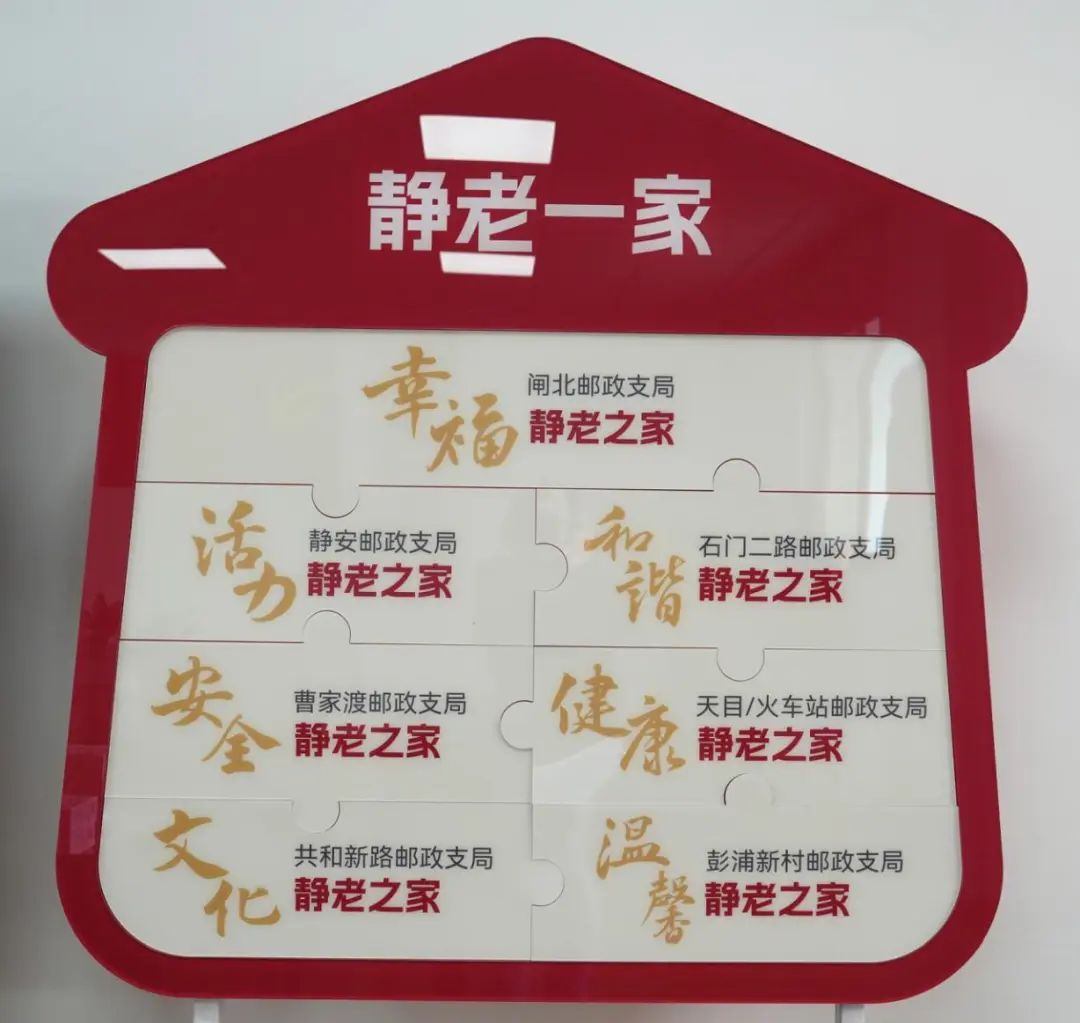 静老一家
幸福
闸北邮政支局
静老之家
活力
静安邮政支局
静老之家
和谐
石门二路邮政支局
静老之家
安全
曹家渡邮政支局
静老之家
健康
天目/火车站邮政支局
静老之家
文化
共和新路邮政支局
静老之家
温馨
彭浦新村邮政支局
静老之家